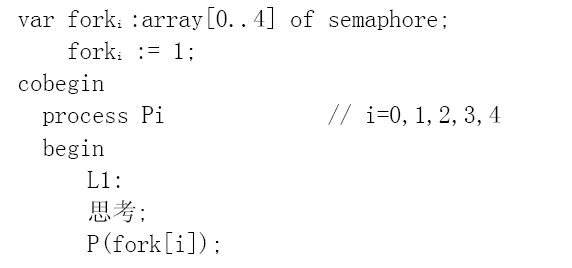 var forkᵢ :array[0..4] of semaphore;
forkᵢ := 1;
cobegin
process Pi // i=0,1,2,3,4
begin
L1:
思考;
P(fork[i]);